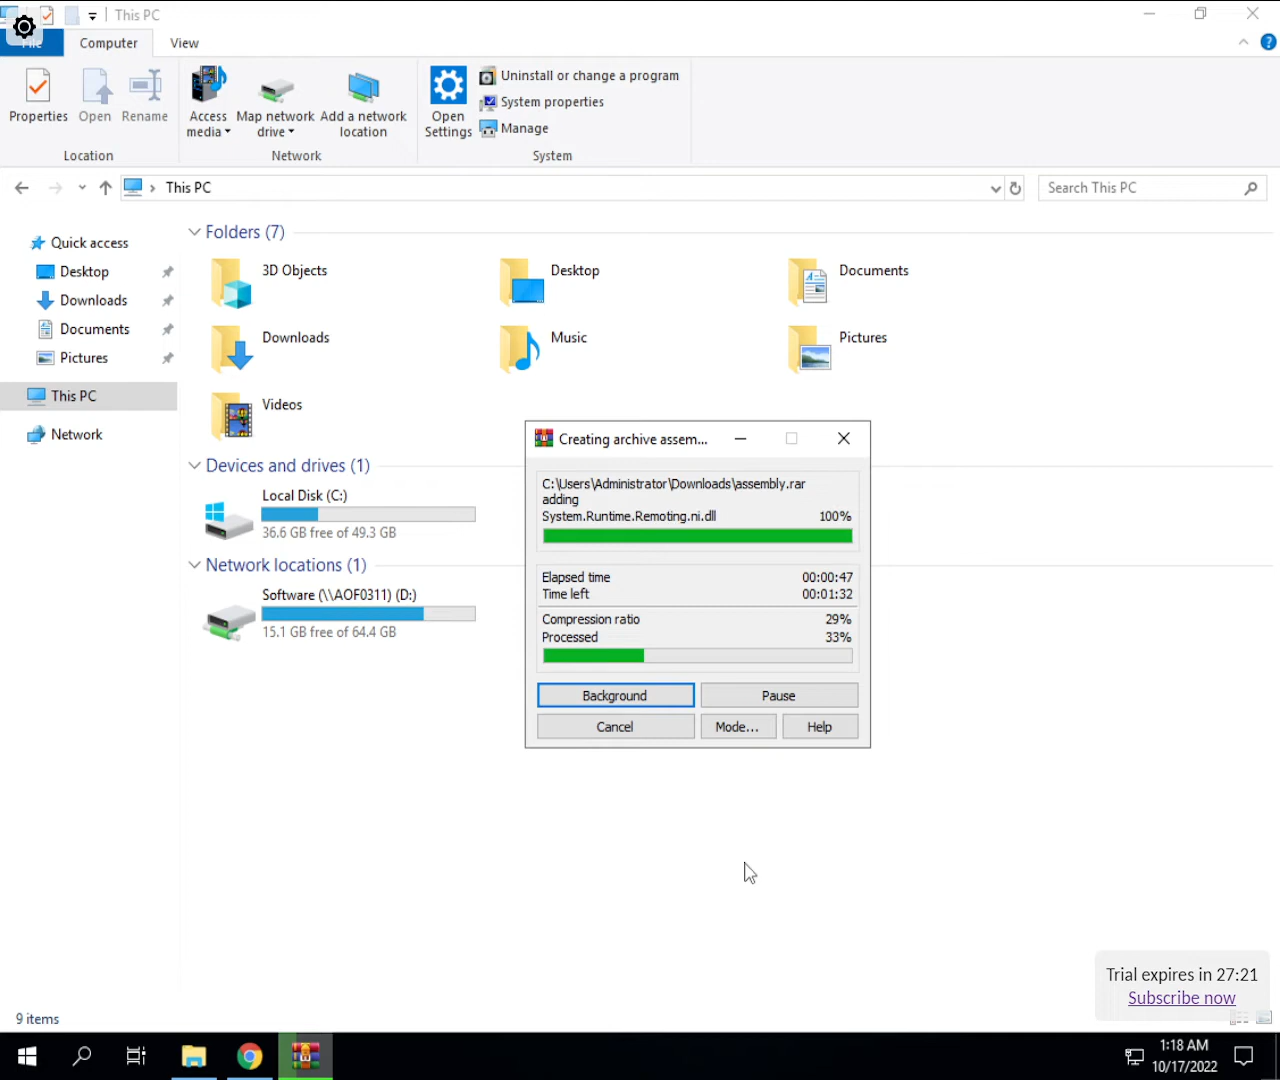 This PC
File
Computer
View
Properties
Open
Rename
Access media
Map network drive
Add a network location
Open Settings
Uninstall or change a program
System properties
Manage
Location
Network
System
This PC
Search This PC
Quick access
Desktop
Downloads
Documents
Pictures
This PC
Network
Folders (7)
3D Objects
Desktop
Documents
Downloads
Music
Pictures
Videos
Devices and drives (1)
Local Disk (C:)
36.6 GB free of 49.3 GB
Network locations (1)
Software (\\AOF0311) (D:)
15.1 GB free of 64.4 GB
Creating archive assem...
C:\Users\Administrator\Downloads\assembly.rar
adding
System.Runtime.Remoting.ni.dll 100%
Elapsed time 00:00:47
Time left 00:01:32
Compression ratio 29%
Processed 33%
Background
Pause
Cancel
Mode...
Help
Trial expires in 27:21
Subscribe now
9 items
1:18 AM
10/17/2022